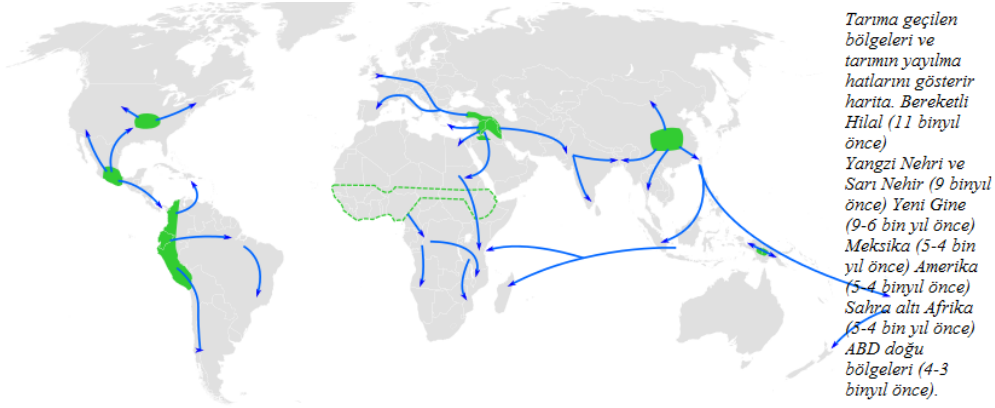 Tarıma geçilen
bölgeleri ve
tarımın yayılma
hatlarını gösterir
harita. Bereketli
Hilal (11 binyıl
önce)
Yangzi Nehri ve
Sarı Nehir (9 binyıl
önce) Yeni Gine
(9-6 bin yıl önce)
Meksika (5-4 bin
yıl önce) Amerika
(5-4 binyıl önce)
Sahra altı Afrika
(5-4 bin yıl önce)
ABD doğu
bölgeleri (4-3
binyıl önce).